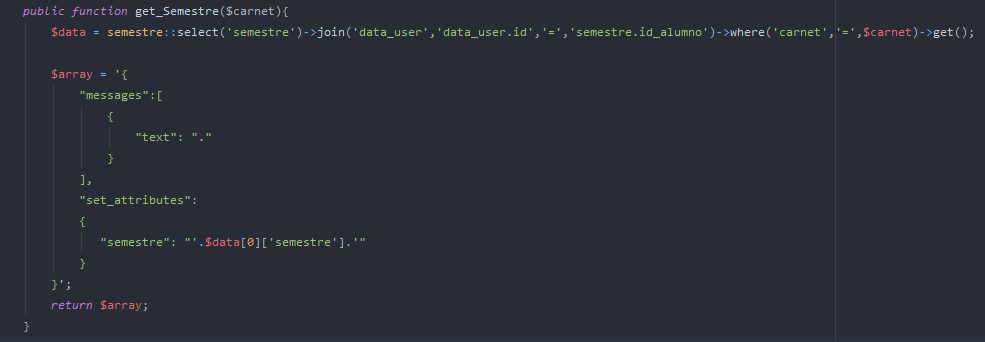 public function get_Semestre($carnet){
$data = semestre::select('semestre')->join('data_user','data_user.id','=','semestre.id_alumno')->where('carnet','=',$carnet)->get();
$array = '{
"messages":[
{
"text": "."
}
],
"set_attributes":
{
"semestre": "'.$data[0]['semestre'].'"
}
}';
return $array;
}